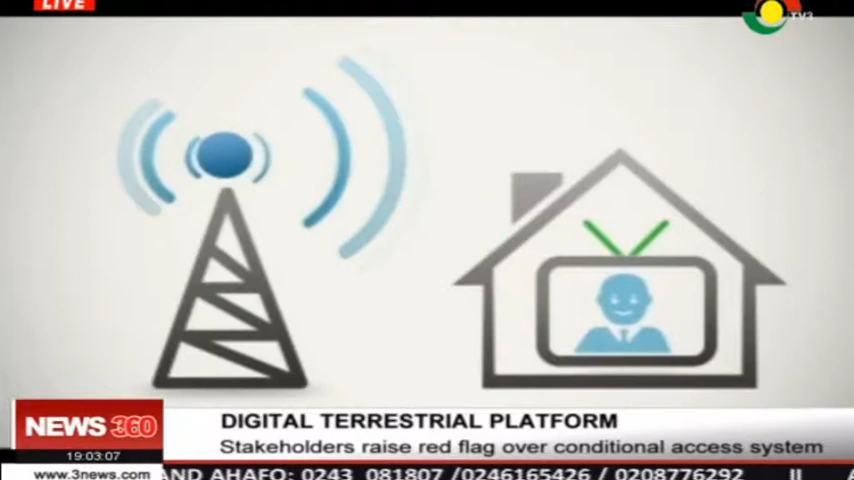 LIVE
TV3
DIGITAL TERRESTRIAL PLATFORM
Stakeholders raise red flag over conditional access system
NEWS 360
19:03:07
www.3news.com
AND AHAFO: 0243 081807 /0246165426 / 0208776292 II